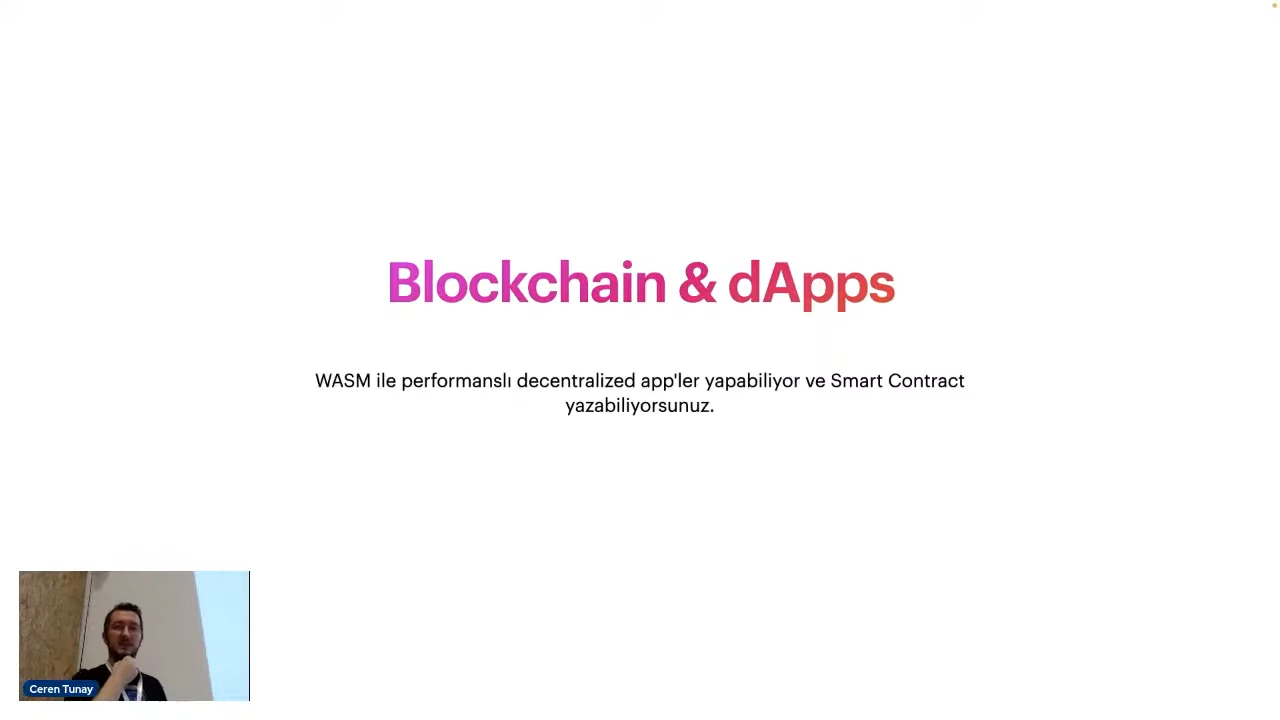 Blockchain & dApps
WASM ile performanslı decentralized app'ler yapabiliyor ve Smart Contract
yazabiliyorsunuz.
Ceren Tunay